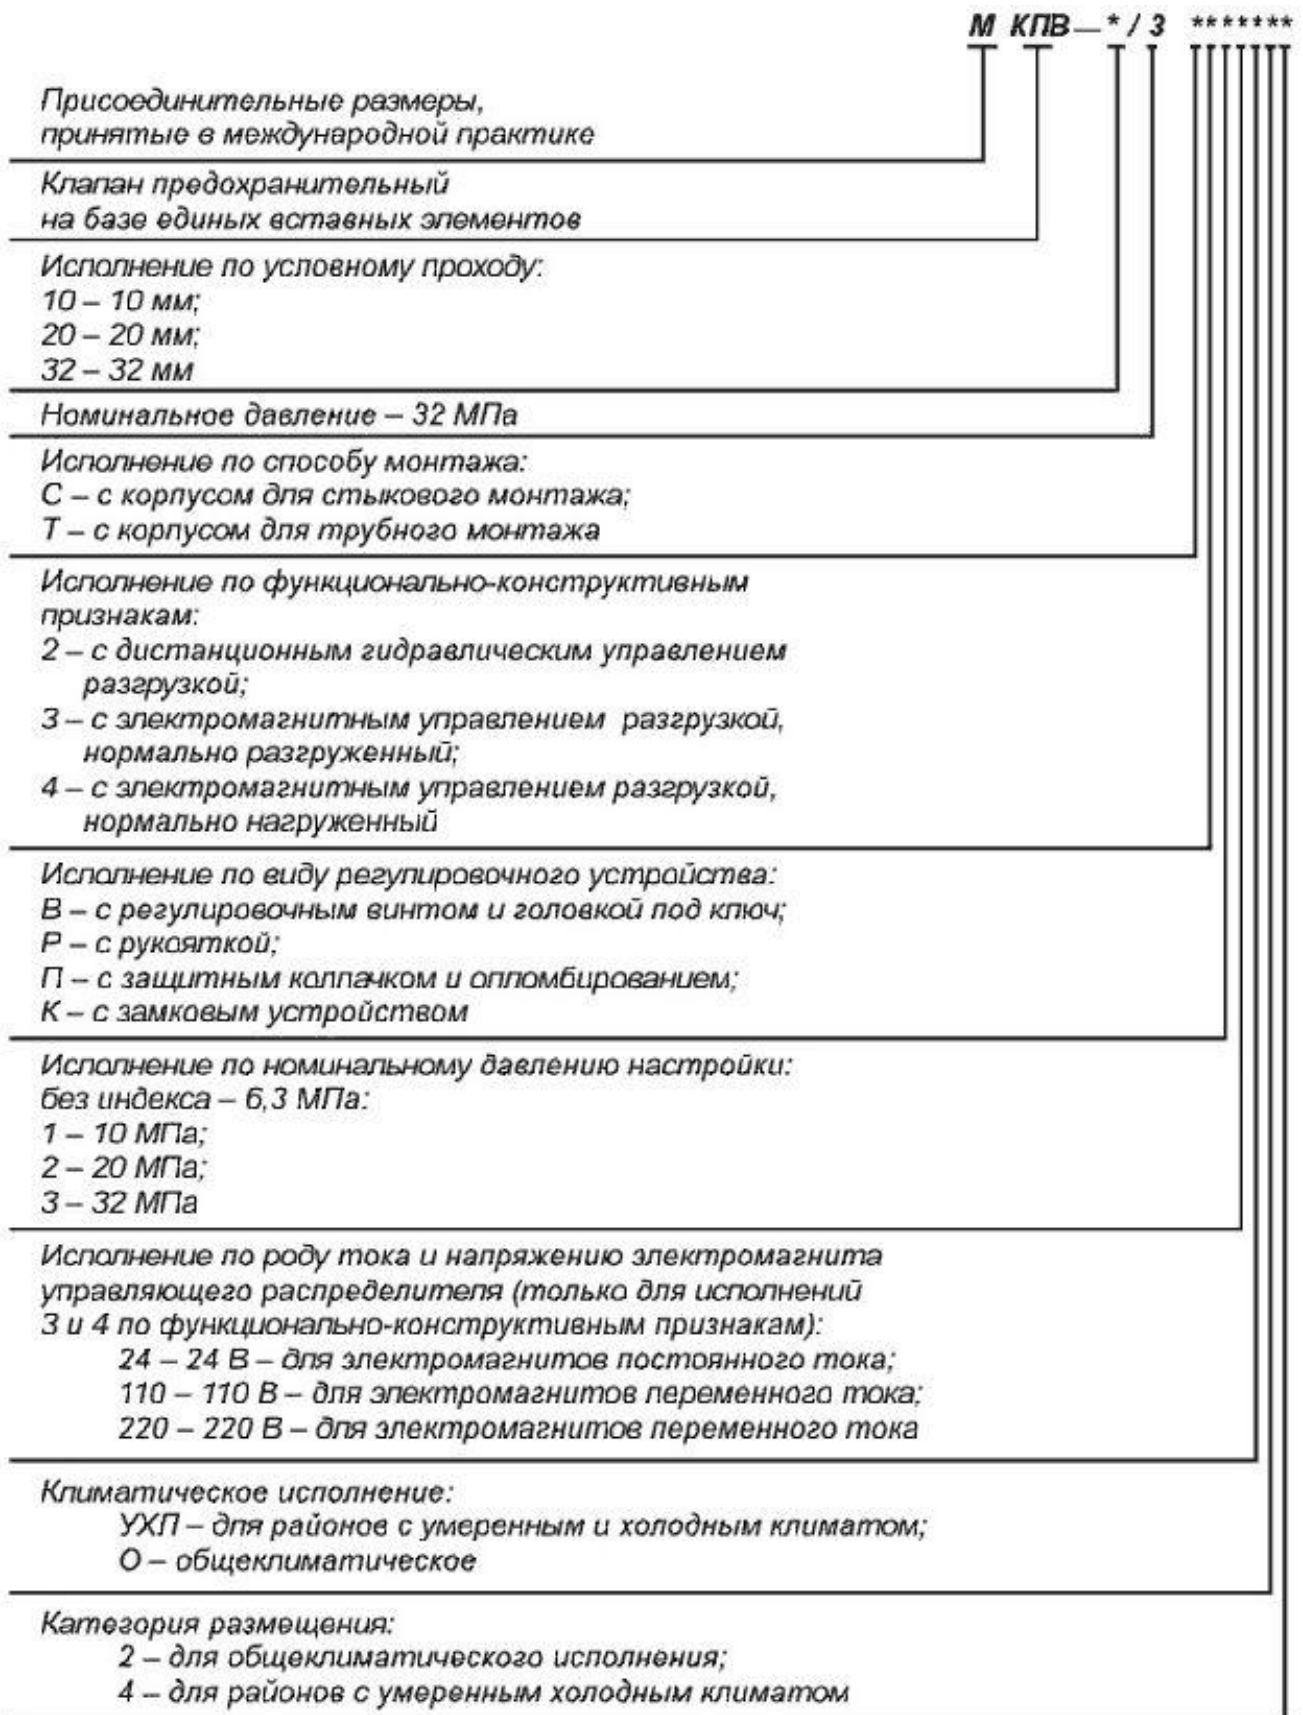 М КПВ — * / 3 *******
Присоединительные размеры,
принятые в международной практике
Клапан предохранительный
на базе единых вставных элементов
Исполнение по условному проходу:
10 – 10 мм;
20 – 20 мм;
32 – 32 мм
Номинальное давление – 32 МПа
Исполнение по способу монтажа:
С – с корпусом для стыкового монтажа;
Т – с корпусом для трубного монтажа
Исполнение по функционально-конструктивным
признакам:
2 – с дистанционным гидравлическим управлением
разгрузкой;
3 – с электромагнитным управлением разгрузкой,
нормально разгруженный;
4 – с электромагнитным управлением разгрузкой,
нормально нагруженный
Исполнение по виду регулировочного устройства:
В – с регулировочным винтом и головкой под ключ;
Р – с рукояткой;
П – с защитным колпачком и опломбированием;
К – с замковым устройством
Исполнение по номинальному давлению настройки:
без индекса – 6,3 МПа:
1 – 10 МПа;
2 – 20 МПа;
3 – 32 МПа
Исполнение по роду тока и напряжению электромагнита
управляющего распределителя (только для исполнений
3 и 4 по функционально-конструктивным признакам):
24 – 24 В – для электромагнитов постоянного тока;
110 – 110 В – для электромагнитов переменного тока;
220 – 220 В – для электромагнитов переменного тока
Климатическое исполнение:
УХЛ – для районов с умеренным и холодным климатом;
О – общеклиматическое
Категория размещения:
2 – для общеклиматического исполнения;
4 – для районов с умеренным холодным климатом